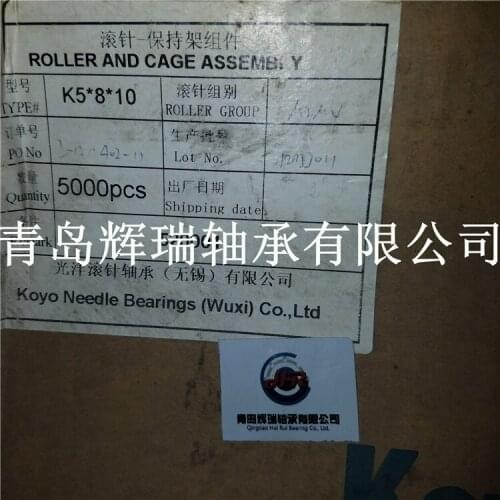 滚针-保持架组件
ROLLER AND CAGE ASSEMBLY
型号 K5*8*10 滚针组别
TYPE# ROLLER GROUP
订单号 生产批号
PO No Lot No.
数量 5000pcs 出厂日期
Quantity Shipping date
青岛辉瑞轴承有限公司
光洋滚针轴承（无锡）有限公司
Koyo Needle Bearings (Wuxi) Co.,Ltd
青岛辉瑞轴承有限公司
Qingdao Hui Rui Bearing Co., Ltd.